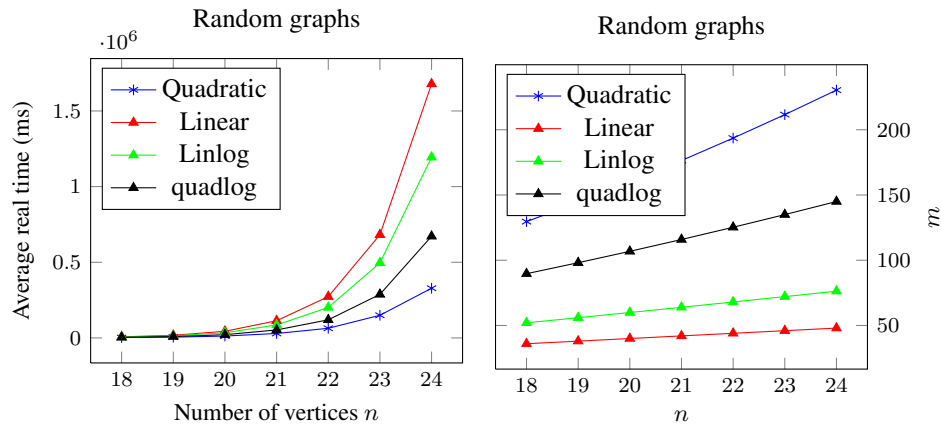 Random graphs
·10^6
Average real time (ms)
1.5
1
0.5
0
Quadratic
Linear
Linlog
quadlog
18 19 20 21 22 23 24
Number of vertices n
Random graphs
Quadratic
Linear
Linlog
quadlog
200
150
100
50
m
18 19 20 21 22 23 24
n